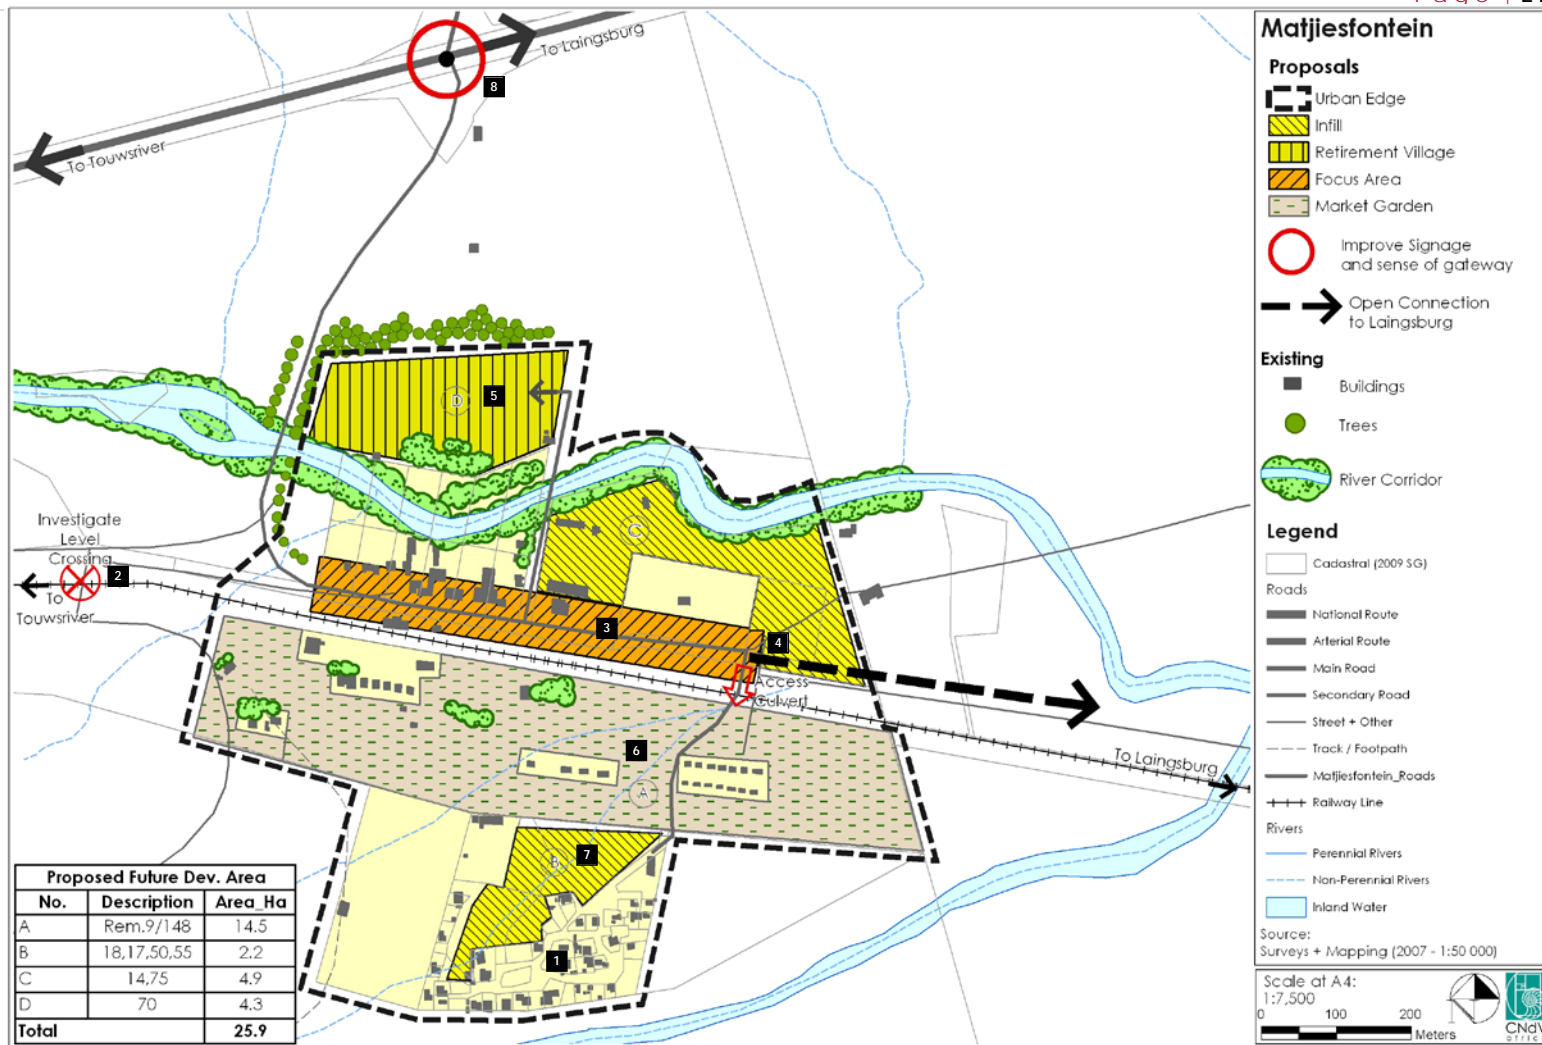 To Laingsburg
8
To Touwsriver
D
5
C
Investigate
Level
Crossing
2
To
Touwsriver
3
4
Access
Culvert
6
A
To Laingsburg
B
7
1
Proposed Future Dev. Area
No. Description Area_Ha
A Rem.9/148 14.5
B 18,17,50,55 2.2
C 14,75 4.9
D 70 4.3
Total 25.9
Matjiesfontein
Proposals
Urban Edge
Infill
Retirement Village
Focus Area
Market Garden
Improve Signage
and sense of gateway
Open Connection
to Laingsburg
Existing
Buildings
Trees
River Corridor
Legend
Cadastral (2009 SG)
Roads
National Route
Arterial Route
Main Road
Secondary Road
Street + Other
Track / Footpath
Matjiesfontein_Roads
Railway Line
Rivers
Perennial Rivers
Non-Perennial Rivers
Inland Water
Source:
Surveys + Mapping (2007 - 1:50 000)
Scale at A4:
1:7,500
0 100 200
Meters
africa